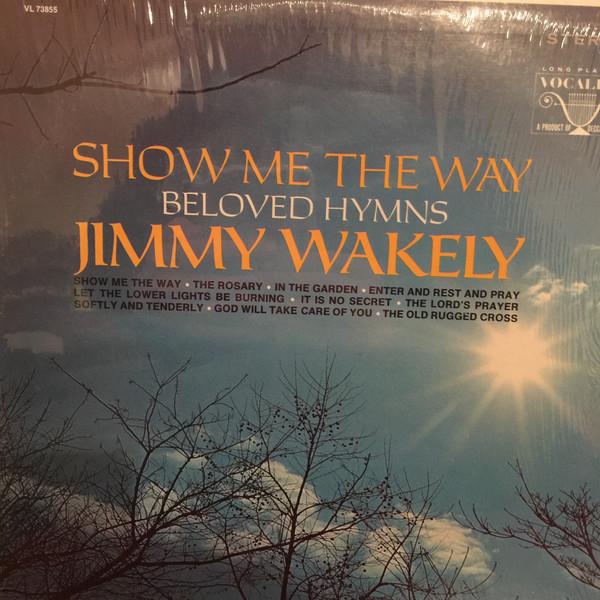 VL 73855
STER
LONG PLA
VOCALI
A PRODUCT OF DECC
SHOW ME THE WAY
BELOVED HYMNS
JIMMY WAKELY
SHOW ME THE WAY • THE ROSARY • IN THE GARDEN • ENTER AND REST AND PRAY
LET THE LOWER LIGHTS BE BURNING • IT IS NO SECRET • THE LORD'S PRAYER
SOFTLY AND TENDERLY • GOD WILL TAKE CARE OF YOU • THE OLD RUGGED CROSS